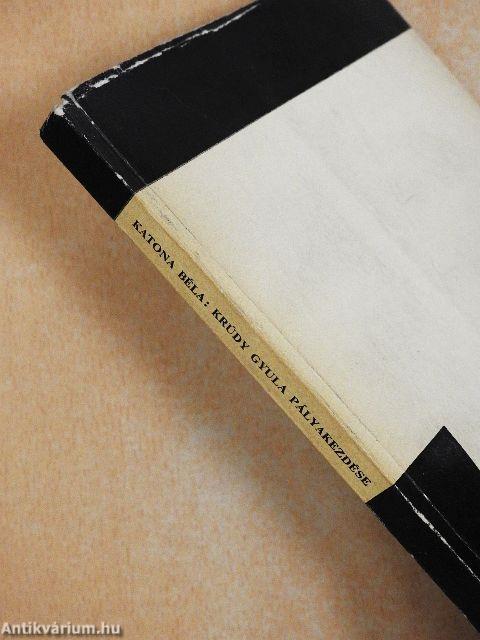 KATONA BÉLA: KRÚDY GYULA PÁLYAKEZDÉSE
Antikvárium.hu